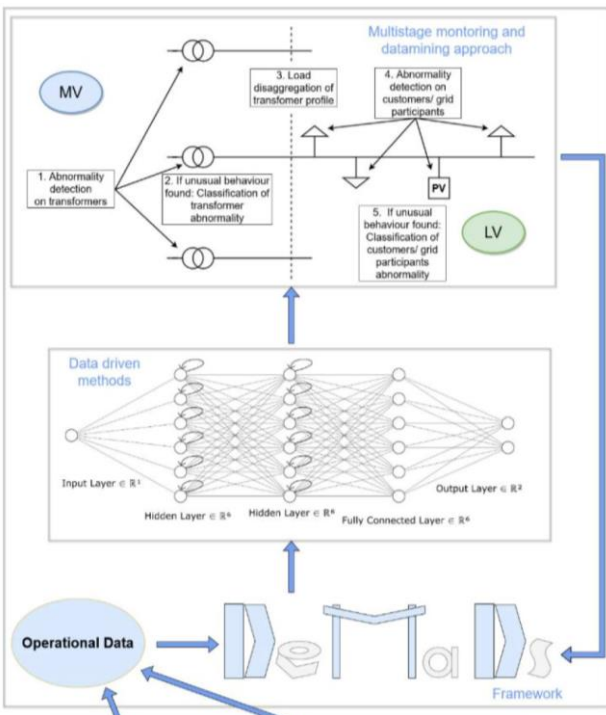 Multistage montoring and
datamining approach
MV
3. Load
disaggregation of
transfomer profile
4. Abnormality
detection on
customers/ grid
participants
1. Abnormality
detection
on transformers
2. If unusual behaviour
found: Classification of
transformer
abnormality
PV
5. If unusual
behaviour found:
Classification of
customers/ grid
participants
abnormality
LV
Data driven
methods
Input Layer ∈ ℝ¹
Hidden Layer ∈ ℝ⁶
Hidden Layer ∈ ℝ⁶
Fully Connected Layer ∈ ℝ⁶
Output Layer ∈ ℝ²
Operational Data
DeMaDs
Framework